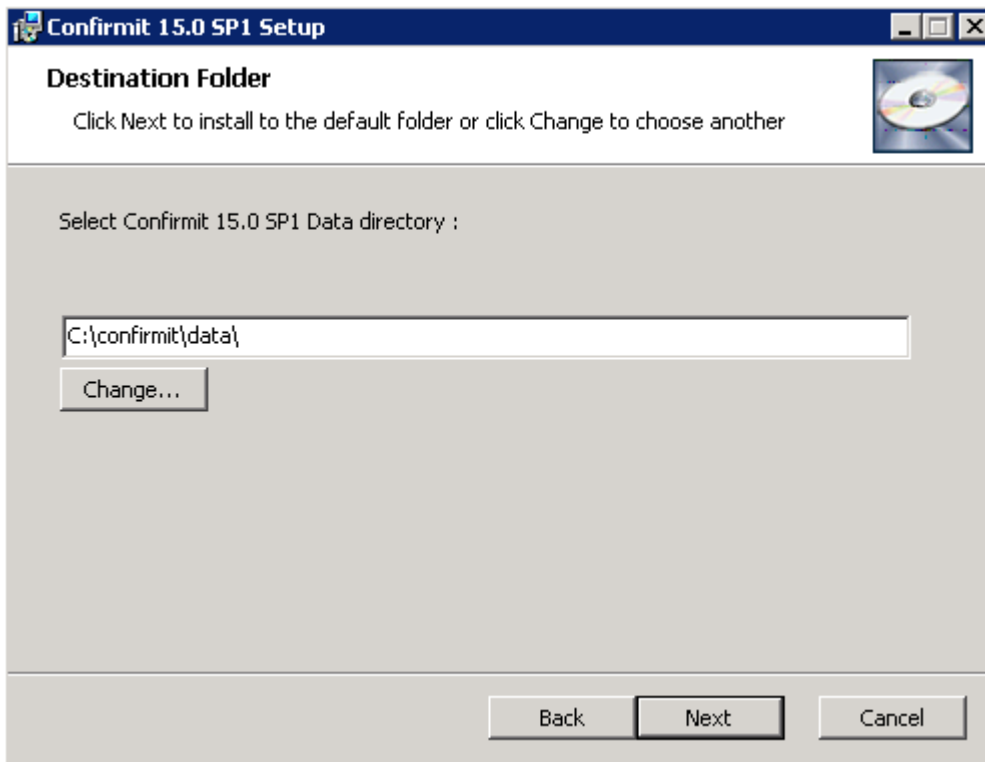 Confirmit 15.0 SP1 Setup
Destination Folder
Click Next to install to the default folder or click Change to choose another
Select Confirmit 15.0 SP1 Data directory :
C:\confirmit\data\
Change...
Back Next Cancel